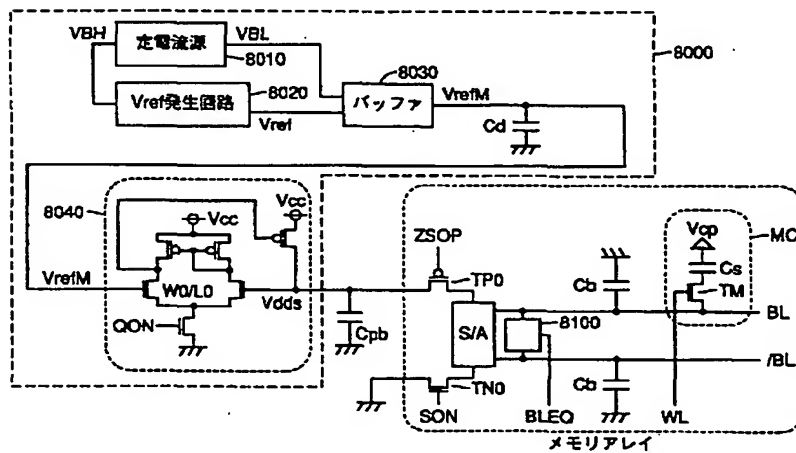 VBH
定電流源
VBL
8010
8000
8030
8020
Vref発生回路
バッファ
VrefM
Vref
Cd
8040
Vcc
Vcc
ZSOP
Vcp
MC
VrefM
W0/L0
Vdds
TP0
Cb
Cs
TM
QON
Cpb
S/A
8100
BL
/BL
TN0
Cb
SON
BLEQ
WL
メモリアレイ